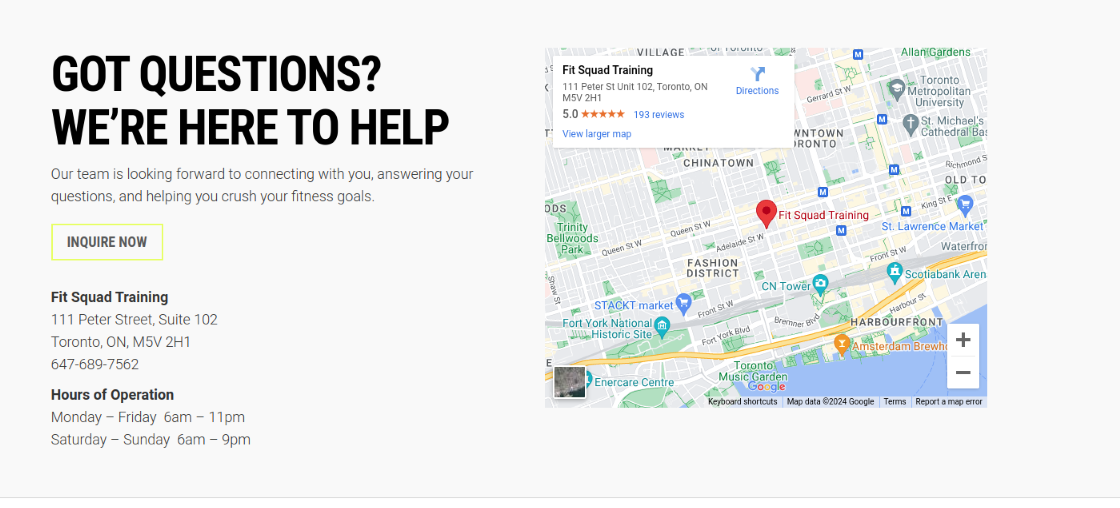 GOT QUESTIONS?
WE'RE HERE TO HELP
Our team is looking forward to connecting with you, answering your
questions, and helping you crush your fitness goals.
INQUIRE NOW
Fit Squad Training
111 Peter Street, Suite 102
Toronto, ON, M5V 2H1
647-689-7562
Hours of Operation
Monday – Friday 6am – 11pm
Saturday – Sunday 6am – 9pm
VILLAGE
Allan Gardens
Fit Squad Training
111 Peter St Unit 102, Toronto, ON
M5V 2H1
Directions
5.0 ★★★★★ 193 reviews
View larger map
Gerrard St W
Toronto
Metropolitan
University
St. Michael's
Cathedral Bas
CHINATOWN
Richmond S
OLD TO
King St E
Fit Squad Training
St. Lawrence Market
Trinity
Bellwoods
Park
Queen St W
Queen St W
Adelaide St W
Waterfron
Front St W
FASHION
DISTRICT
Scotiabank Aren
CN Tower
Shaw St
STACKT market
Front St W
Harbour St
Bremner Blvd
Fort York National
Historic Site
Fort York Blvd
HARBOURFRONT
Amsterdam Brewho
Toronto
Music Garden
Enercare Centre
Google
Keyboard shortcuts
Map data ©2024 Google
Terms
Report a map error